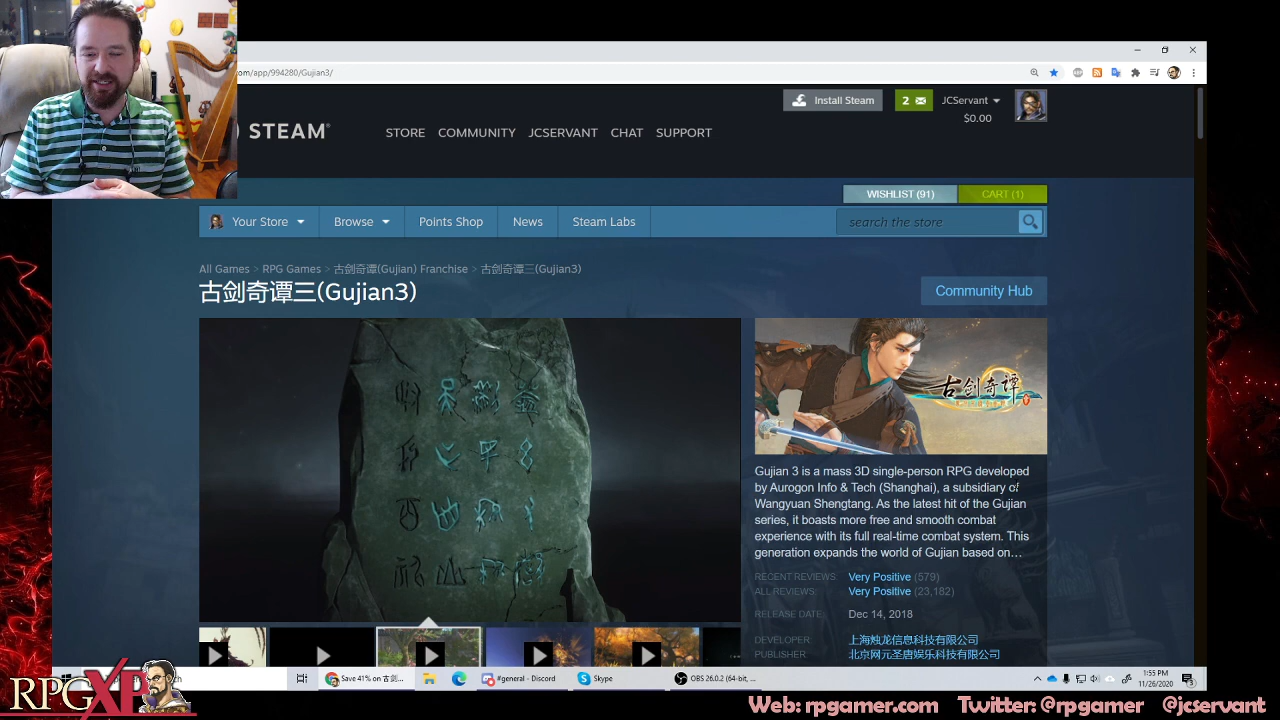 com/app/994280/Gujian3/
Install Steam
2
JCServant
$0.00
STEAM
STORE COMMUNITY JCSERVANT CHAT SUPPORT
WISHLIST (91) CART (1)
Your Store Browse Points Shop News Steam Labs search the store
All Games > RPG Games > 古剑奇谭(Gujian) Franchise > 古剑奇谭三(Gujian3)
古剑奇谭三(Gujian3)
Community Hub
古剑奇谭
Gujian 3 is a mass 3D single-person RPG developed
by Aurogon Info & Tech (Shanghai), a subsidiary of
Wangyuan Shengtang. As the latest hit of the Gujian
series, it boasts more free and smooth combat
experience with its full real-time combat system. This
generation expands the world of Gujian based on…
RECENT REVIEWS: Very Positive (579)
ALL REVIEWS: Very Positive (23,182)
RELEASE DATE: Dec 14, 2018
DEVELOPER: 上海烛龙信息科技有限公司
PUBLISHER: 北京网元圣唐娱乐科技有限公司
Save 41% on 古剑...
#general - Discord
Skype
OBS 26.0.2 (64-bit, ...
1:55 PM
11/26/2020
RPGXP
Web: rpgamer.com Twitter: @rpgamer @jcservant